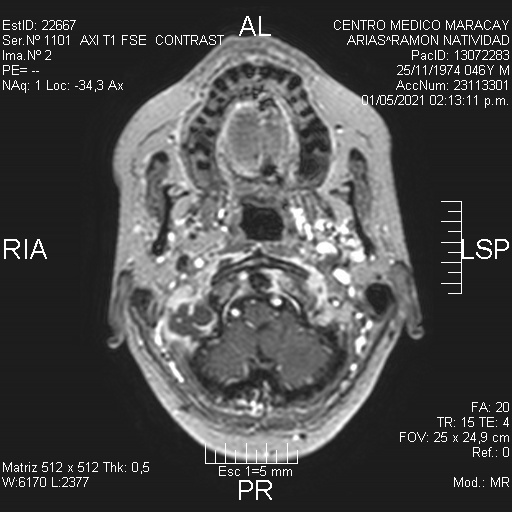 EstID: 22667
Ser.Nº 1101 AXI T1 FSE CONTRAST
Ima.Nº 2
PE= --
NAq: 1 Loc: -34,3 Ax
AL
CENTRO MEDICO MARACAY
ARIAS^RAMON NATIVIDAD
PacID: 13072283
25/11/1974 046Y M
AccNum: 23113301
01/05/2021 02:13:11 p.m.
RIA
LSP
FA: 20
TR: 15 TE: 4
FOV: 25 x 24,9 cm
Ref.: 0
Matriz 512 x 512 Thk: 0,5
W:6170 L:2377
Esc 1=5 mm
PR
Mod.: MR